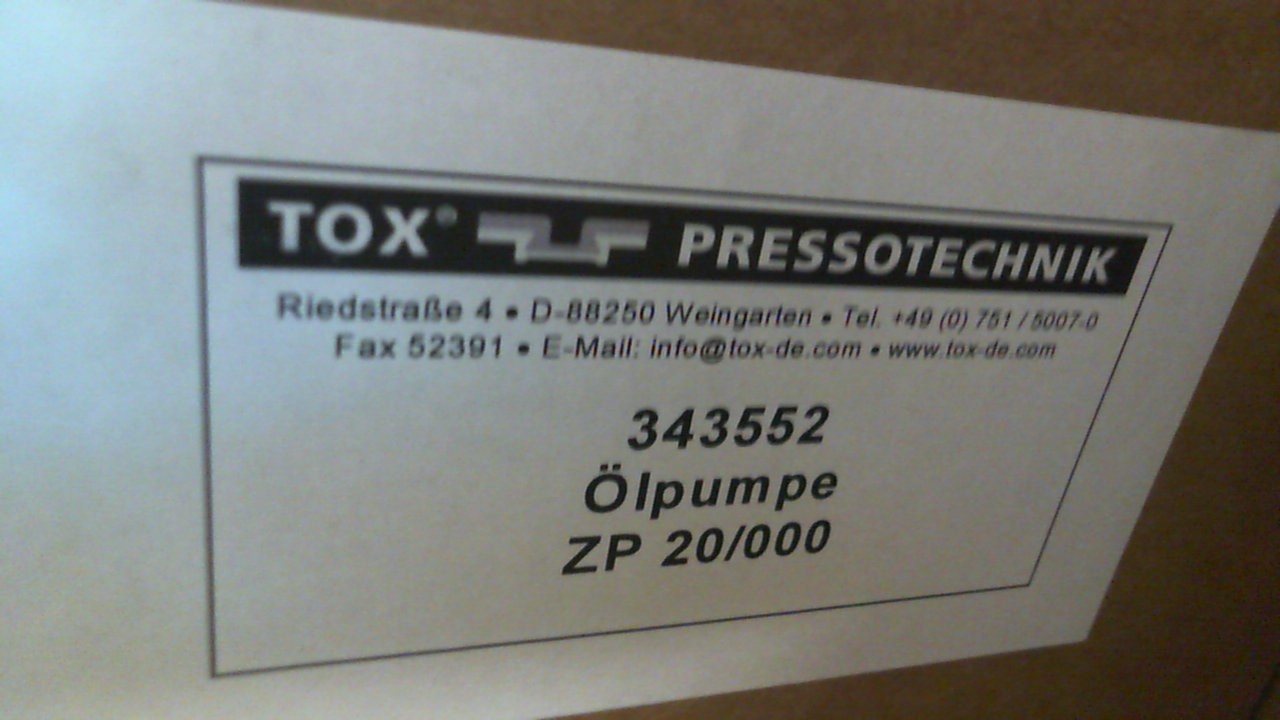 TOX® PRESSOTECHNIK
Riedstraße 4 • D-88250 Weingarten • Tel. +49 (0) 751 / 5007-0
Fax 52391 • E-Mail: info@tox-de.com • www.tox-de.com
343552
Ölpumpe
ZP 20/000